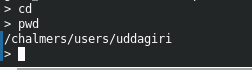 > cd
> pwd
/chalmers/users/uddagiri
>